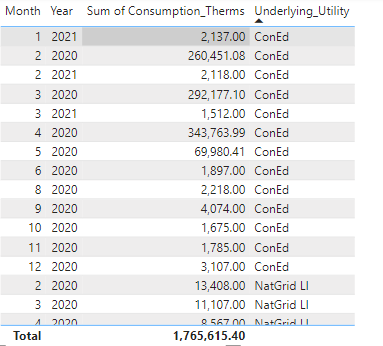 Month Year Sum of Consumption_Therms Underlying_Utility
1 2021 2,137.00 ConEd
2 2020 260,451.08 ConEd
2 2021 2,118.00 ConEd
3 2020 292,177.10 ConEd
3 2021 1,512.00 ConEd
4 2020 343,763.99 ConEd
5 2020 69,980.41 ConEd
6 2020 1,897.00 ConEd
8 2020 2,218.00 ConEd
9 2020 4,074.00 ConEd
10 2020 1,675.00 ConEd
11 2020 1,785.00 ConEd
12 2020 3,107.00 ConEd
2 2020 13,408.00 NatGrid LI
3 2020 11,107.00 NatGrid LI
4 2020 8,567.00 NatGrid LI
Total 1,765,615.40